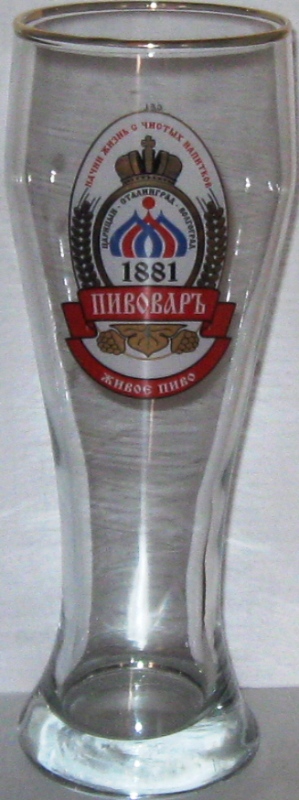 НАЧНИ ЖИЗНЬ С ЧИСТЫХ НАПИТКОВ
ЦАРИЦЫН - СТАЛИНГРАД - ВОЛГОГРАД
1881
ПИВОВАРЪ
ЖИВОЕ ПИВО